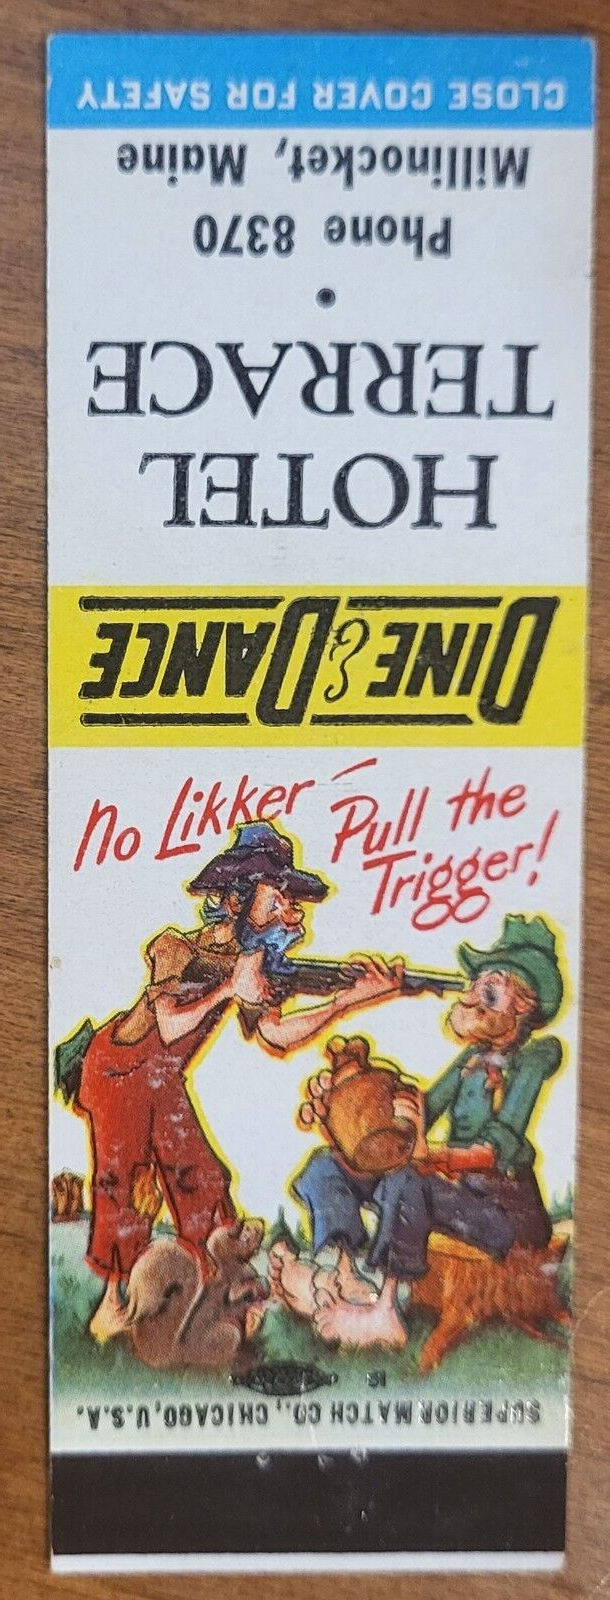 CLOSE COVER FOR SAFETY
Millinocket, Maine
Phone 8370
•
HOTEL
TERRACE
DINE & DANCE
No Likker - Pull the
Trigger!
SUPERIOR MATCH CO., CHICAGO, U.S.A.